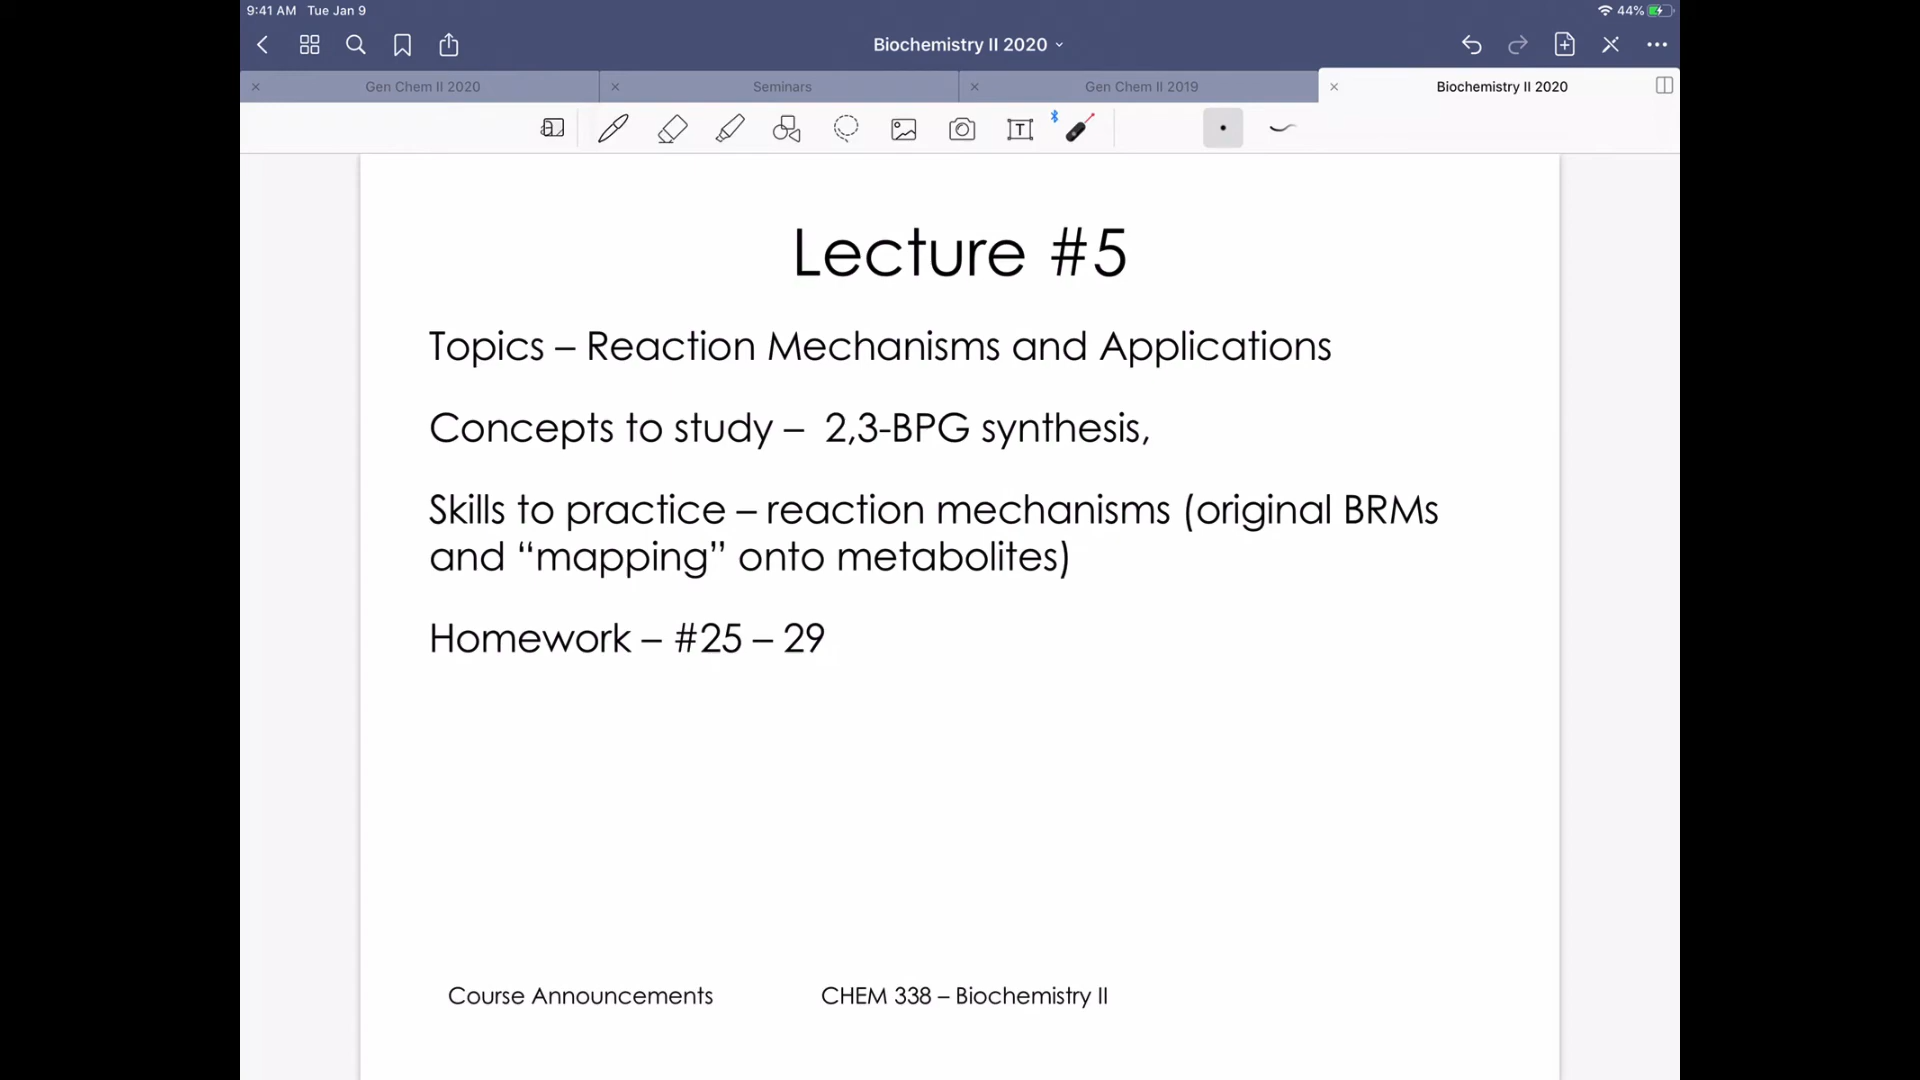 9:41 AM Tue Jan 9
44%
Biochemistry II 2020
Gen Chem II 2020
Seminars
Gen Chem II 2019
Biochemistry II 2020
Lecture #5
Topics – Reaction Mechanisms and Applications
Concepts to study – 2,3-BPG synthesis,
Skills to practice – reaction mechanisms (original BRMs
and “mapping” onto metabolites)
Homework – #25 – 29
Course Announcements
CHEM 338 – Biochemistry II